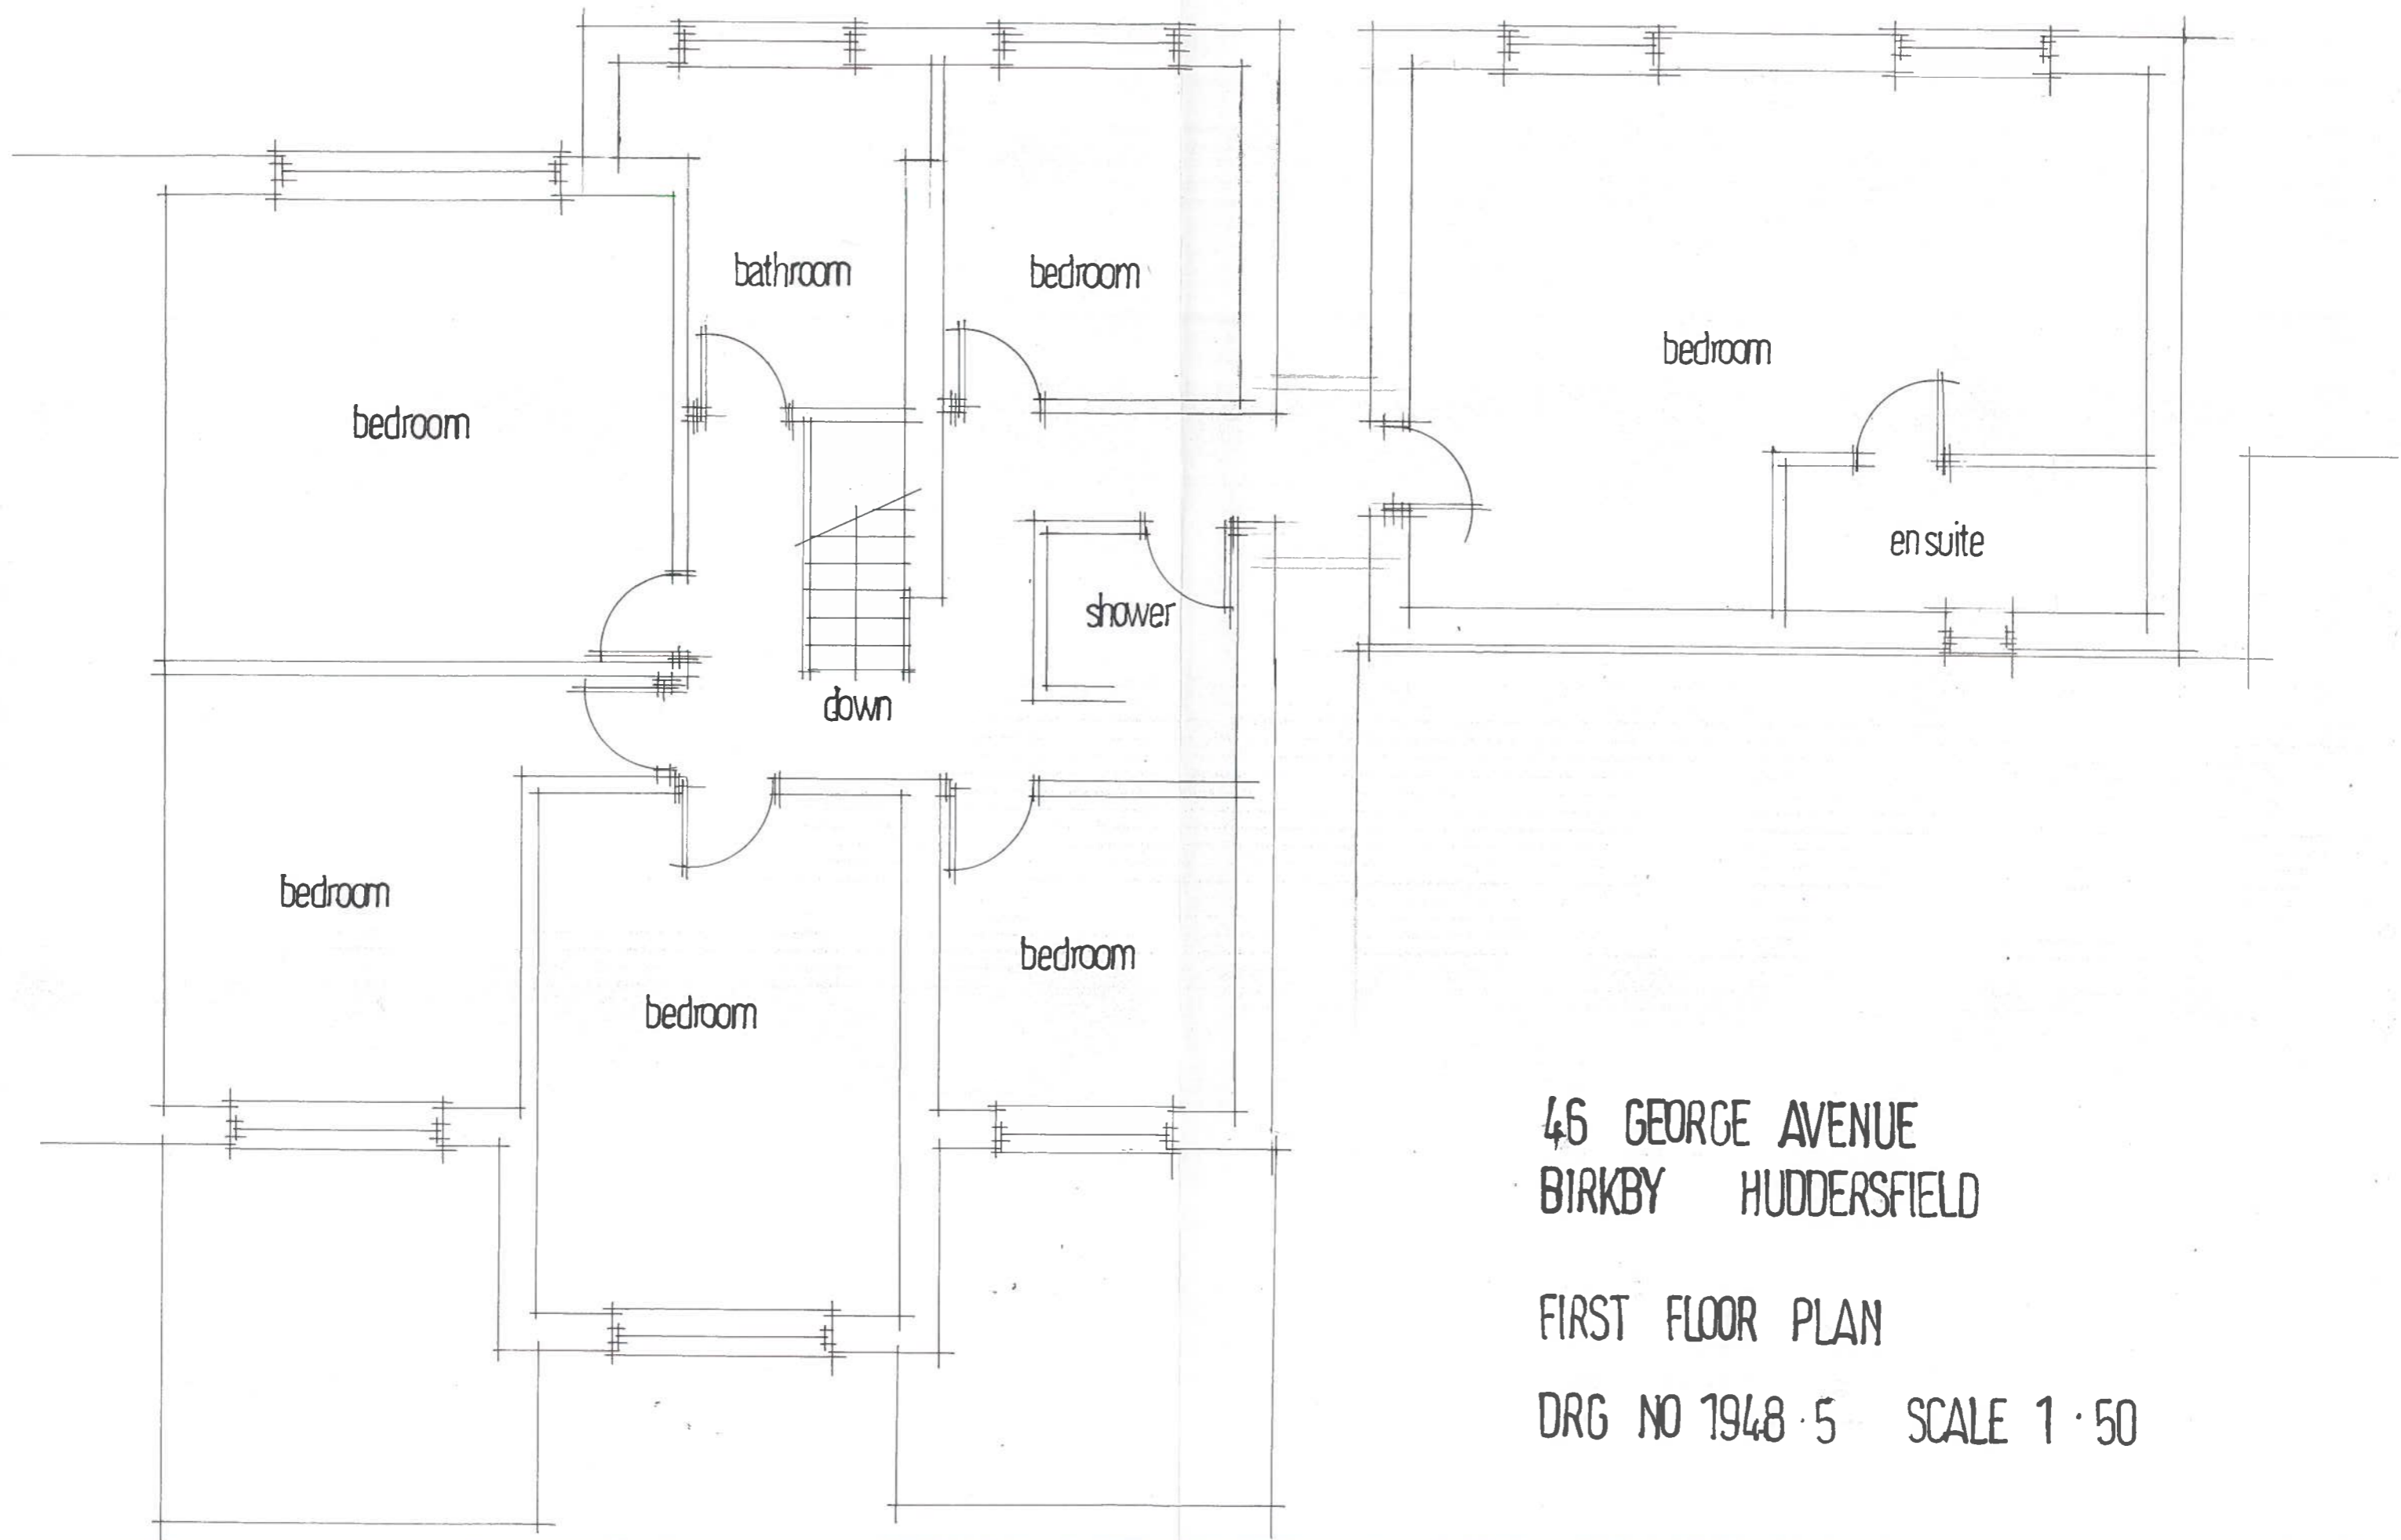 bathroom
bedroom
bedroom
bedroom
en suite
shower
down
bedroom
bedroom
bedroom
46 GEORGE AVENUE
BIRKBY HUDDERSFIELD
FIRST FLOOR PLAN
DRG NO 1948·5 SCALE 1·50